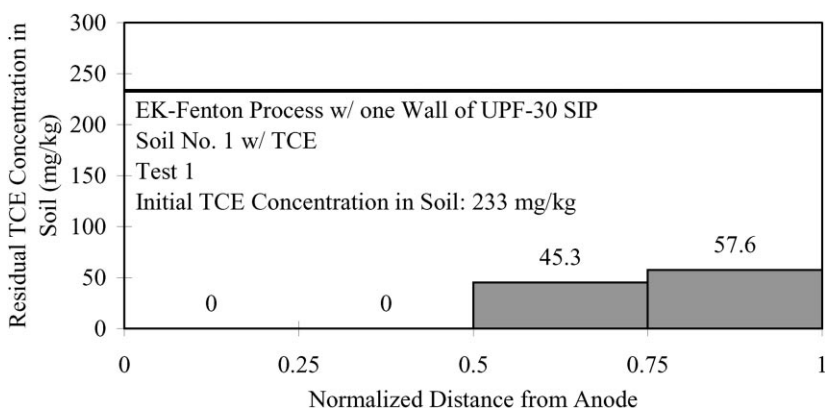 Residual TCE Concentration in
Soil (mg/kg)
300
250
200
150
100
50
0
EK-Fenton Process w/ one Wall of UPF-30 SIP
Soil No. 1 w/ TCE
Test 1
Initial TCE Concentration in Soil: 233 mg/kg
0
0
45.3
57.6
0
0.25
0.5
0.75
1
Normalized Distance from Anode